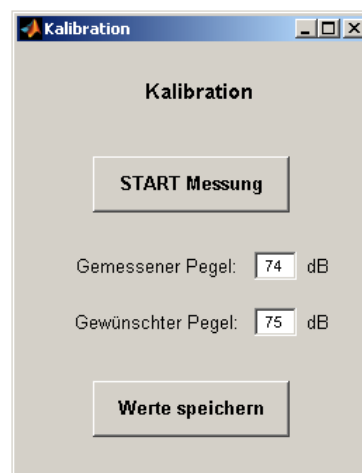 Kalibration
Kalibration
START Messung
Gemessener Pegel: 74 dB
Gewünschter Pegel: 75 dB
Werte speichern